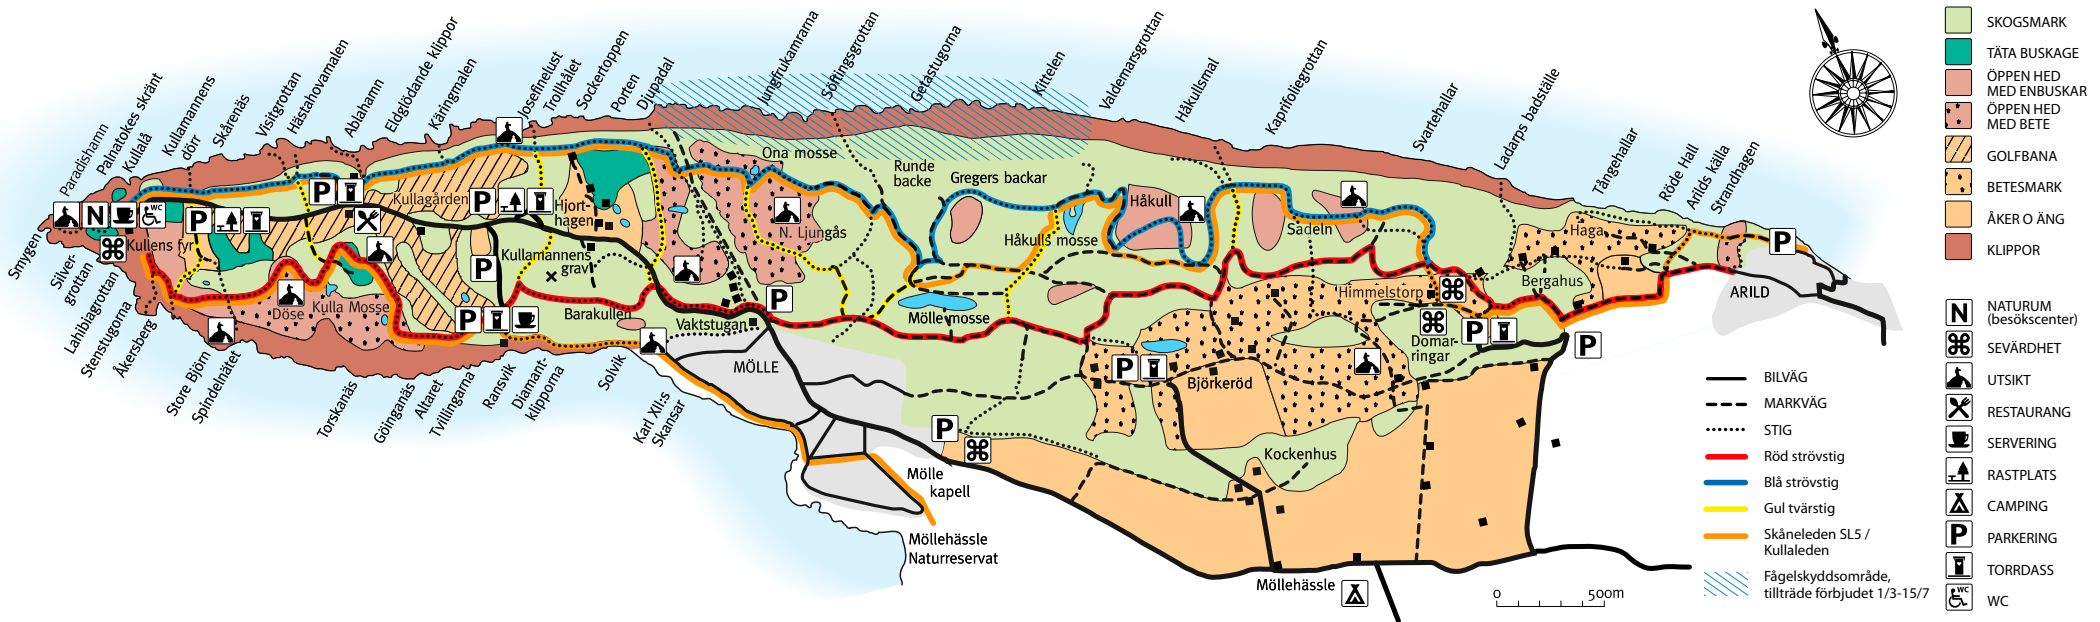 Smygen
Paradishamn
Palnatokes skränt
Kullalå
Kullamannens
dörr
Skårenäs
Visitgrottan
Hästahovamalen
Ablahamn
Eldglödande klippor
Käringmalen
Josefinelust
Trollhålet
Sockertoppen
Porten
Djupadal
Jungfrukamrarna
Söftingsgrottan
Getastugorna
Kittelen
Valdemarsgrottan
Håkullsmal
Kaprifoliegrottan
Svartehallar
Ladarps badställe
Tångehallar
Röde Hall
Arilds källa
Strandhagen
Silver-
grottan
Lahibiagrottan
Stenstugorna
Åkersberg
Store Björn
Spindelnätet
Torskanäs
Göinganäs
Altaret
Tvillingarna
Ransvik
Diamant-
klipporna
Solvik
Karl XII:s
Skansar
N
WC
P
Kullens fyr
P
P
Kullagården
P
Hjort-
hagen
Kullamannens
grav
P
Döse
Kulla Mosse
P
Barakullen
Vaktstugan
P
MÖLLE
Ona mosse
N. Ljungås
Runde
backe
Gregers backar
Håkulls mosse
Mölle mosse
Håkull
Sadeln
Himmelstorp
Domar-
ringar
P
P
Bergahus
Haga
P
ARILD
P
Björkeröd
Kockenhus
P
Mölle
kapell
Möllehässle
Naturreservat
Möllehässle
0 500m
BILVÄG
MARKVÄG
STIG
Röd strövstig
Blå strövstig
Gul tvärstig
Skåneleden SL5 /
Kullaleden
Fågelskyddsområde,
tillträde förbjudet 1/3-15/7
SKOGSMARK
TÄTA BUSKAGE
ÖPPEN HED
MED ENBUSKAR
ÖPPEN HED
MED BETE
GOLFBANA
BETESMARK
ÅKER O ÄNG
KLIPPOR
N NATURUM
(besökscenter)
SEVÄRDHET
UTSIKT
RESTAURANG
SERVERING
RASTPLATS
CAMPING
P PARKERING
TORRDASS
WC WC